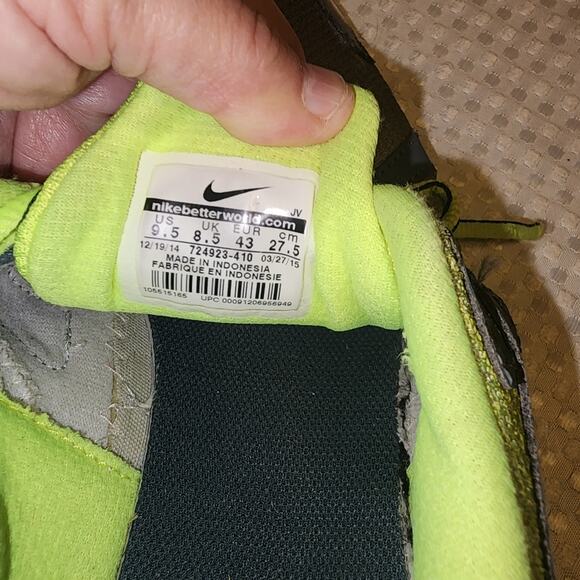 nikebetterworld.com JV
US UK EUR cm
9.5 8.5 43 27.5
12/19/14 724923-410 03/27/15
MADE IN INDONESIA
FABRIQUE EN INDONESIE
105515165 UPC 00091206956949